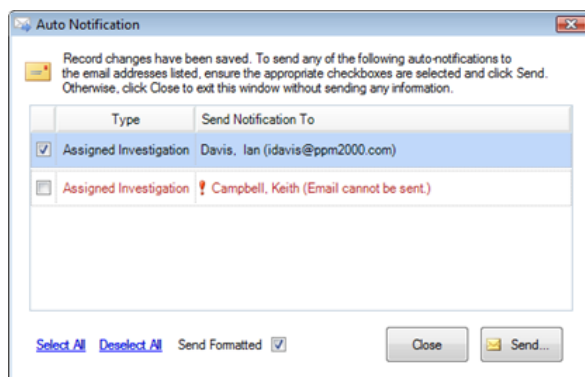 Auto Notification
Record changes have been saved. To send any of the following auto-notifications to
the email addresses listed, ensure the appropriate checkboxes are selected and click Send.
Otherwise, click Close to exit this window without sending any information.
Type Send Notification To
Assigned Investigation Davis, Ian (idavis@ppm2000.com)
Assigned Investigation Campbell, Keith (Email cannot be sent.)
Select All Deselect All Send Formatted Close Send...